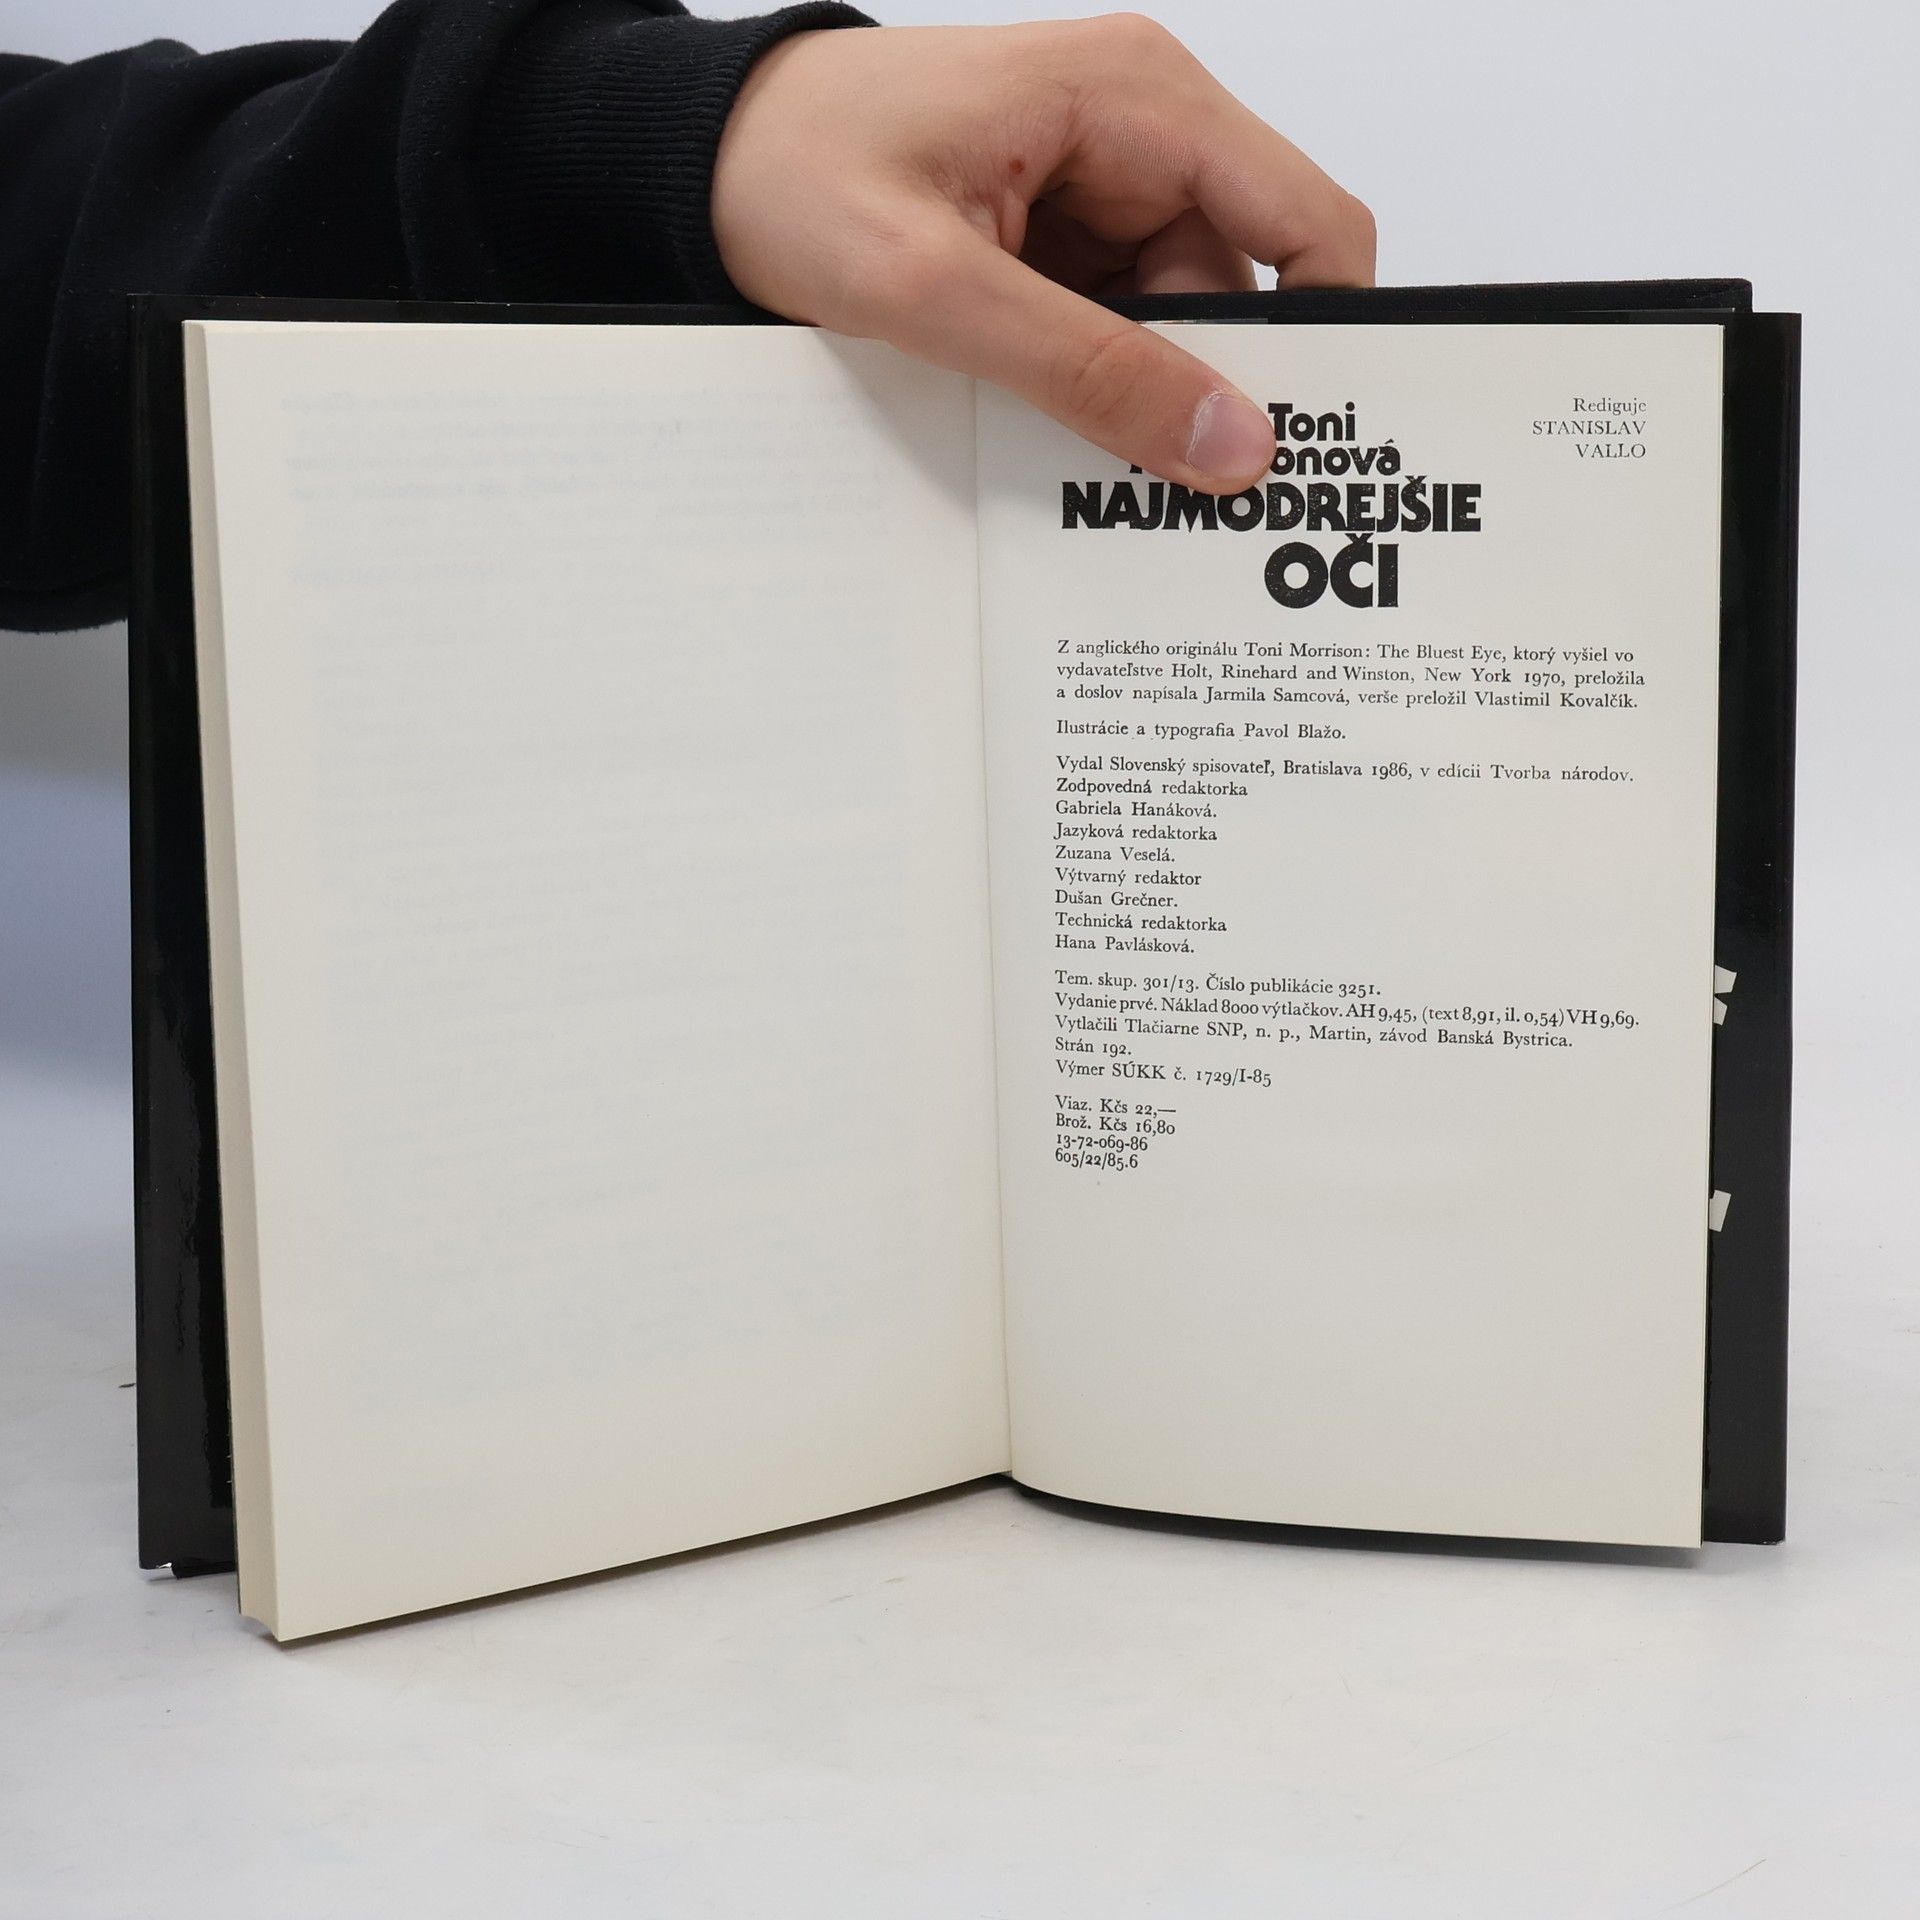 Toni
Rediguje
STANISLAV
VALLO
NAJMODREJŠIE
OČI
Z anglického originálu Toni Morrison: The Bluest Eye, ktorý vyšiel vo
vydavateľstve Holt, Rinehard and Winston, New York 1970, preložila
a doslov napísala Jarmila Samcová, verše preložil Vlastimil Kovalčík.
Ilustrácie a typografia Pavol Blažo.
Vydal Slovenský spisovateľ, Bratislava 1986, v edícii Tvorba národov.
Zodpovedná redaktorka
Gabriela Hanáková.
Jazyková redaktorka
Zuzana Veselá.
Výtvarný redaktor
Dušan Grečner.
Technická redaktorka
Hana Pavlásková.
Tem. skup. 301/13. Číslo publikácie 3251.
Vydanie prvé. Náklad 8000 výtlačkov. AH 9,45, (text 8,91, il. 0,54) VH 9,69.
Vytlačili Tlačiarne SNP, n. p., Martin, závod Banská Bystrica.
Strán 192.
Výmer SÚKK č. 1729/I-85
Viaz. Kčs 22,—
Brož. Kčs 16,80
13-72-069-86
605/22/85.6